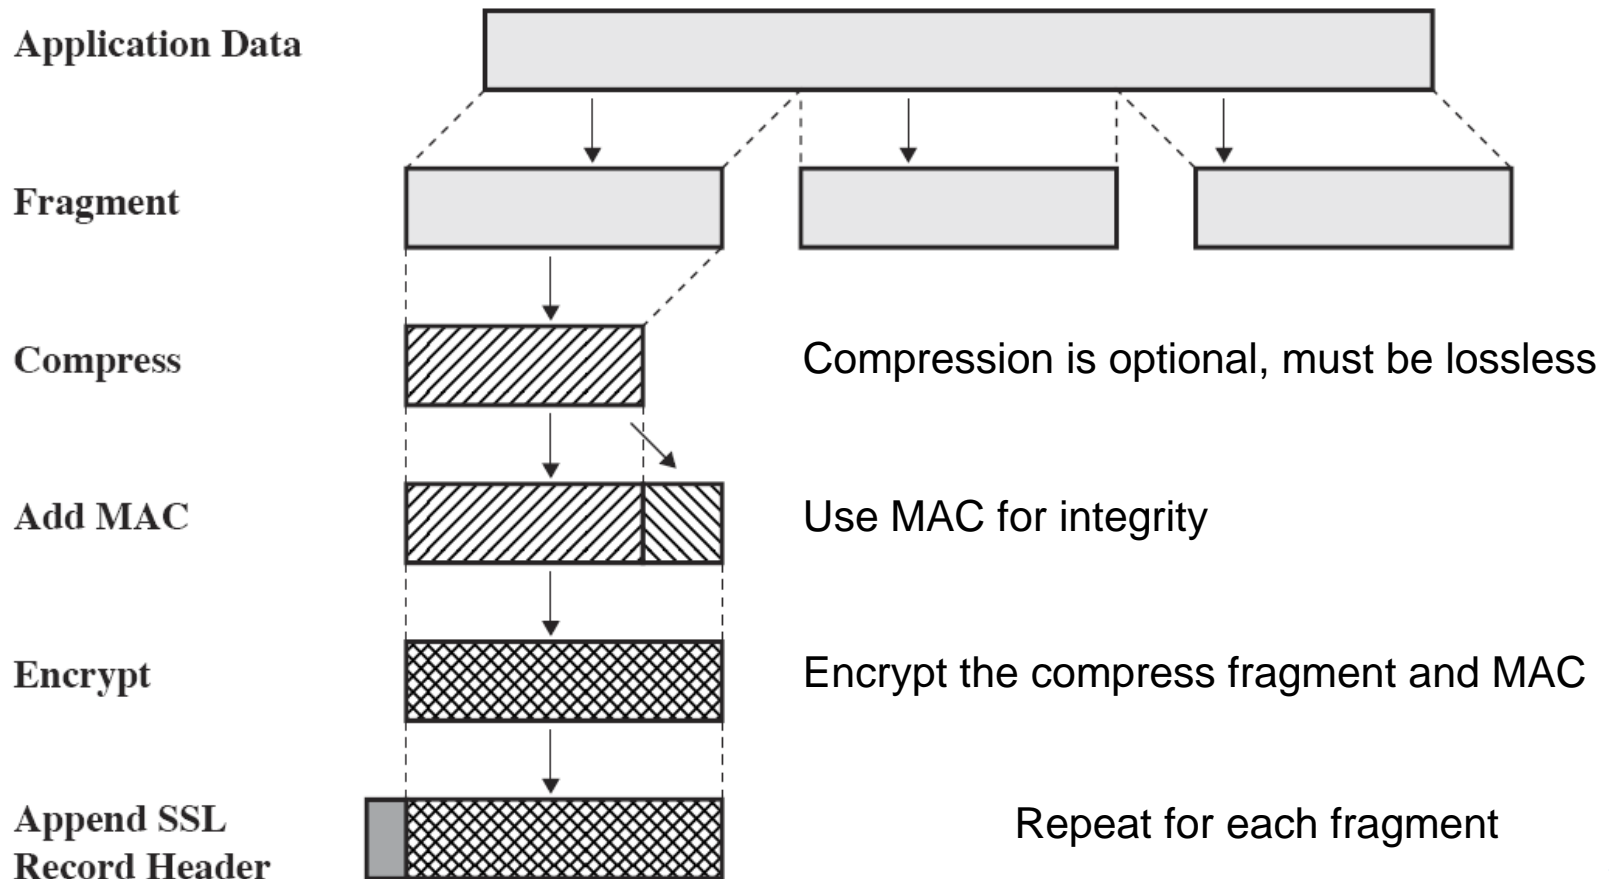 Application Data
Fragment
Compress
Compression is optional, must be lossless
Add MAC
Use MAC for integrity
Encrypt
Encrypt the compress fragment and MAC
Append SSL
Record Header
Repeat for each fragment